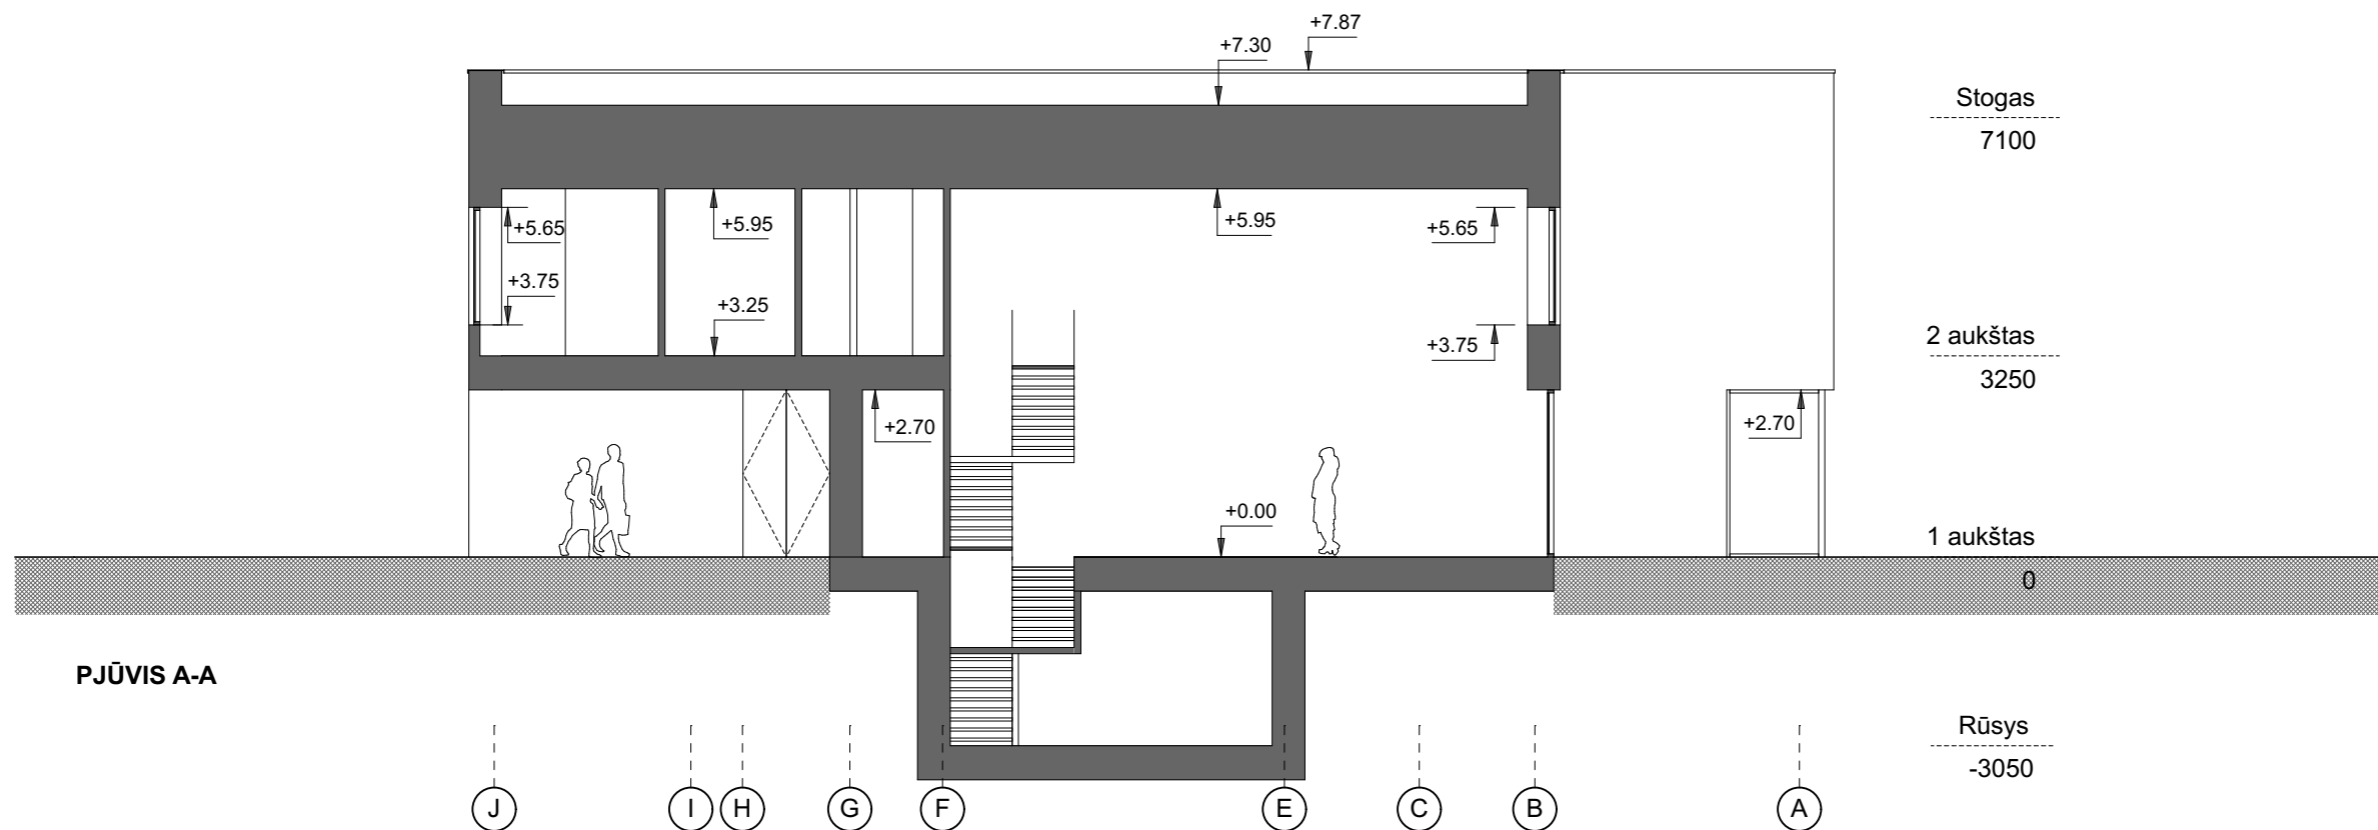 +7.87
+7.30
Stogas
7100
+5.65
+5.95
+5.95
+5.65
+3.75
+3.25
+3.75
2 aukštas
3250
+2.70
+2.70
+0.00
1 aukštas
0
PJŪVIS A-A
Rūsys
-3050
J I H G F E C B A